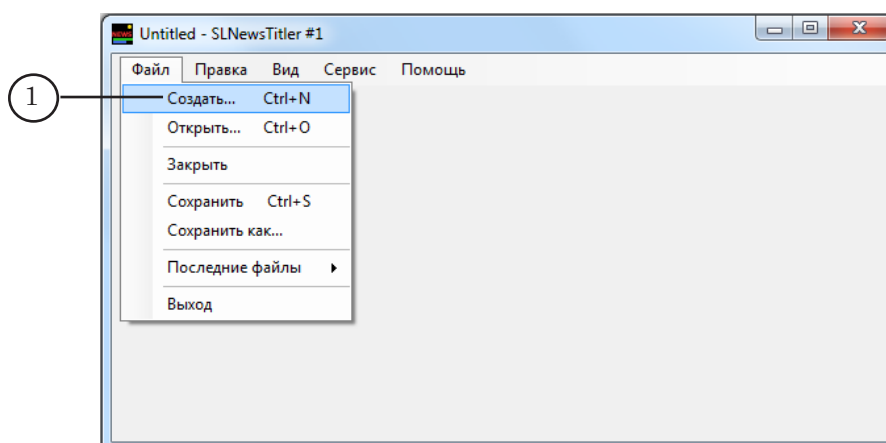 NEWS Untitled - SLNewsTitler #1
Файл Правка Вид Сервис Помощь
1
Создать... Ctrl+N
Открыть... Ctrl+O
Закрыть
Сохранить Ctrl+S
Сохранить как...
Последние файлы
Выход